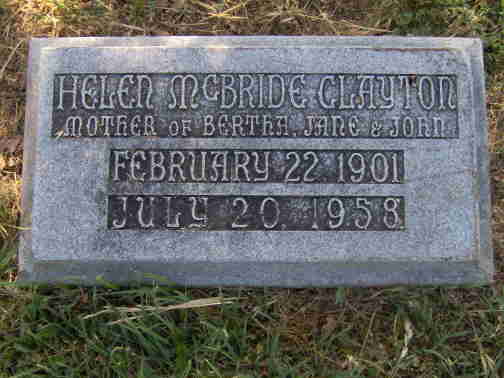 HELEN McBRIDE CLAYTON
MOTHER OF BERTHA, JANE & JOHN
FEBRUARY 22 1901
JULY 20, 1958